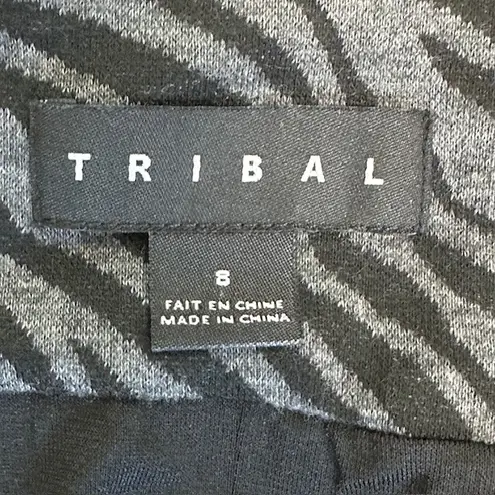 TRIBAL
8
FAIT EN CHINE
MADE IN CHINA